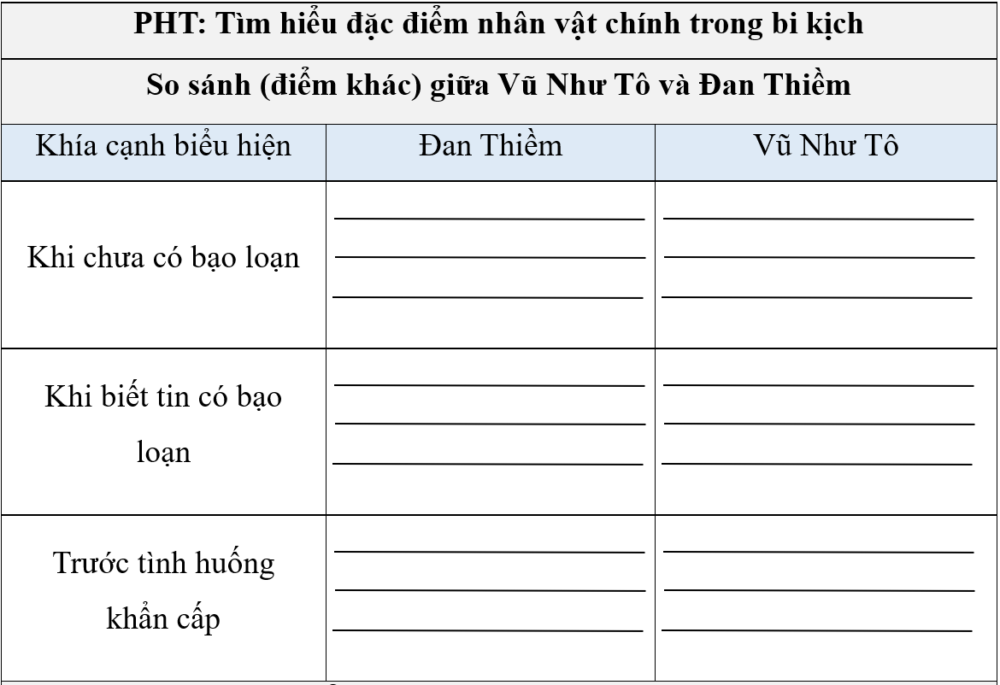 PHT: Tìm hiểu đặc điểm nhân vật chính trong bi kịch
So sánh (điểm khác) giữa Vũ Như Tô và Đan Thiềm
Khía cạnh biểu hiện
Đan Thiềm
Vũ Như Tô
Khi chưa có bạo loạn
Khi biết tin có bạo
loạn
Trước tình huống
khẩn cấp